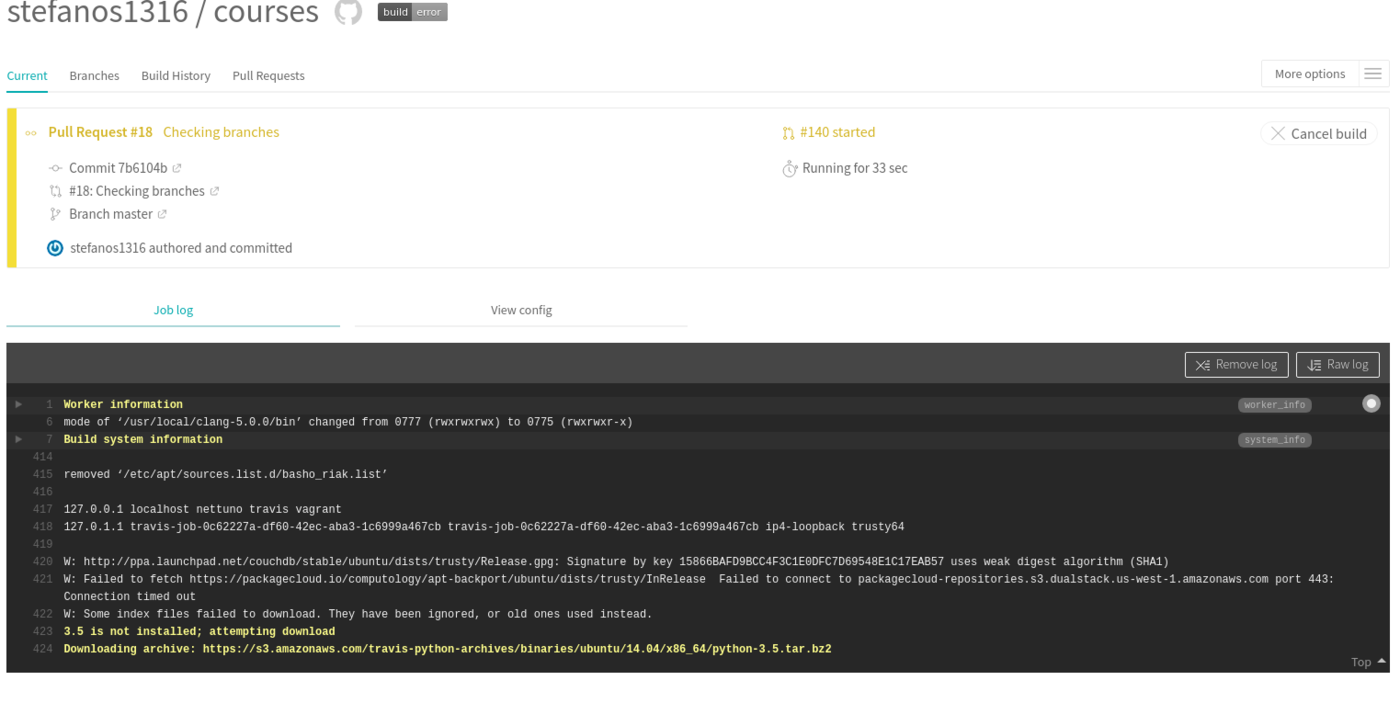 stefanos1316 / courses
build error
Current Branches Build History Pull Requests
More options
Pull Request #18 Checking branches
#140 started
Cancel build
Commit 7b6104b
Running for 33 sec
#18: Checking branches
Branch master
stefanos1316 authored and committed
Job log
View config
Remove log
Raw log
1 Worker information worker_info
6 mode of ‘/usr/local/clang-5.0.0/bin’ changed from 0777 (rwxrwxrwx) to 0775 (rwxrwxr-x)
7 Build system information system_info
414
415 removed ‘/etc/apt/sources.list.d/basho_riak.list’
416
417 127.0.0.1 localhost nettuno travis vagrant
418 127.0.1.1 travis-job-0c62227a-df60-42ec-aba3-1c6999a467cb travis-job-0c62227a-df60-42ec-aba3-1c6999a467cb ip4-loopback trusty64
419
420 W: http://ppa.launchpad.net/couchdb/stable/ubuntu/dists/trusty/Release.gpg: Signature by key 15866BAFD9BCC4F3C1E0DFC7D69548E1C17EAB57 uses weak digest algorithm (SHA1)
421 W: Failed to fetch https://packagecloud.io/computology/apt-backport/ubuntu/dists/trusty/InRelease  Failed to connect to packagecloud-repositories.s3.dualstack.us-west-1.amazonaws.com port 443:
Connection timed out
422 W: Some index files failed to download. They have been ignored, or old ones used instead.
423 3.5 is not installed; attempting download
424 Downloading archive: https://s3.amazonaws.com/travis-python-archives/binaries/ubuntu/14.04/x86_64/python-3.5.tar.bz2
Top